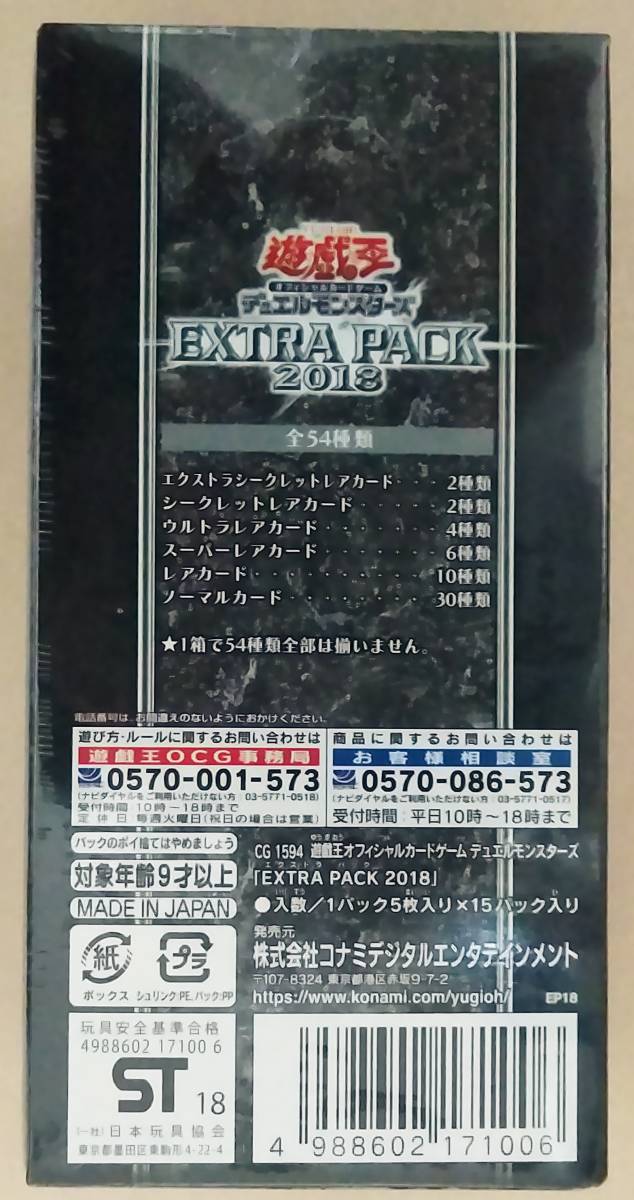 遊戯王
オフィシャルカードゲーム
デュエルモンスターズ
EXTRA PACK
2018
全54種類
エクストラシークレットレアカード・・・・2種類
シークレットレアカード・・・・・・・2種類
ウルトラレアカード・・・・・・・・・4種類
スーパーレアカード・・・・・・・・・6種類
レアカード・・・・・・・・・・・・10種類
ノーマルカード・・・・・・・・・・30種類
★1箱で54種類全部は揃いません。
電話番号は、お間違えのないようにおかけください。
遊び方・ルールに関するお問い合わせは
遊戯王OCG事務局
0570-001-573
(ナビダイヤルをご利用いただけない方 03-5771-0518)
受付時間 10時〜18時まで
定休日 毎週火曜日(祝日の場合は営業)
商品に関するお問い合わせは
お客様相談室
0570-086-573
(ナビダイヤルをご利用いただけない方 03-5771-0517)
受付時間:平日10時〜18時まで
パックのポイ捨てはやめましょう
対象年齢9才以上
MADE IN JAPAN
紙
ボックス
プラ
シュリンク:PE、パック:PP
CG 1594 遊戯王オフィシャルカードゲーム デュエルモンスターズ
「EXTRA PACK 2018」
●入数/1パック5枚入り×15パック入り
発売元
株式会社コナミデジタルエンタテインメント
〒107-8324 東京都港区赤坂9-7-2
https://www.konami.com/yugioh/
EP18
玩具安全基準合格
4988602 17100 6
ST 18
(一社)日本玩具協会
東京都墨田区東駒形4-22-4
4 988602 171006